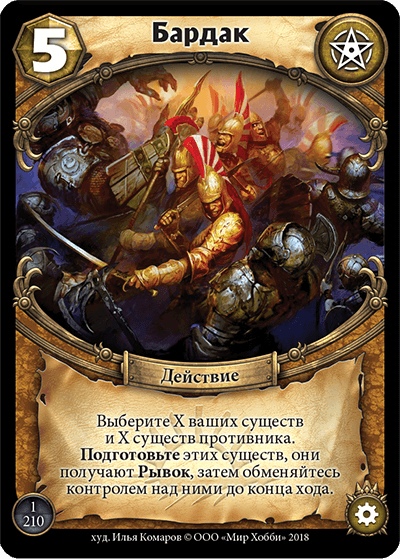 5
Бардак
Действие
Выберите X ваших существ
и X существ противника.
Подготовьте этих существ, они
получают Рывок, затем обменяйтесь
контролем над ними до конца хода.
1
210
худ. Илья Комаров © ООО «Мир Хобби» 2018